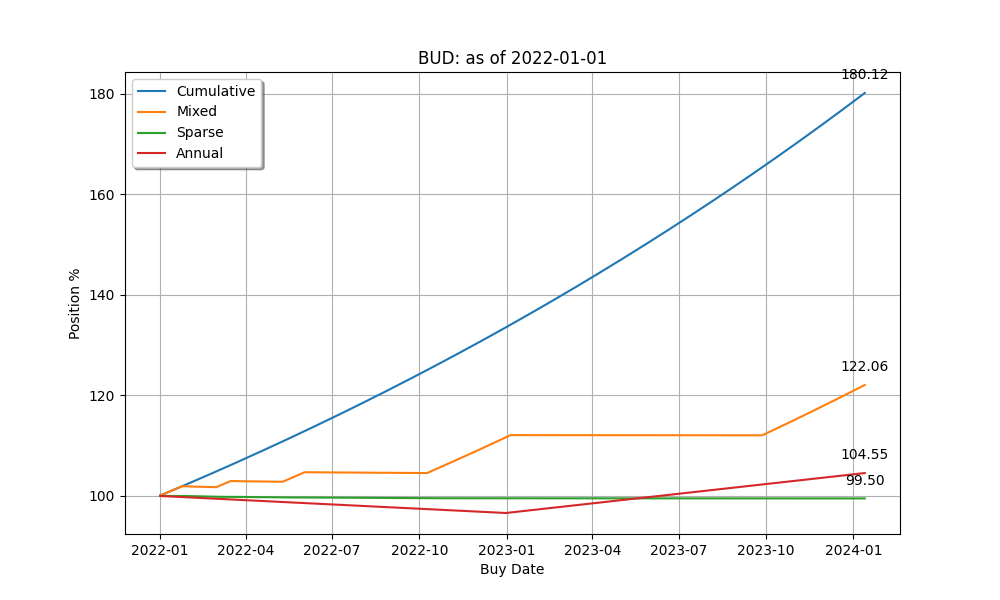 BUD: as of 2022-01-01
180.12
180
Cumulative
Mixed
Sparse
Annual
160
140
122.06
120
104.55
99.50
100
Position %
2022-01 2022-04 2022-07 2022-10 2023-01 2023-04 2023-07 2023-10 2024-01
Buy Date